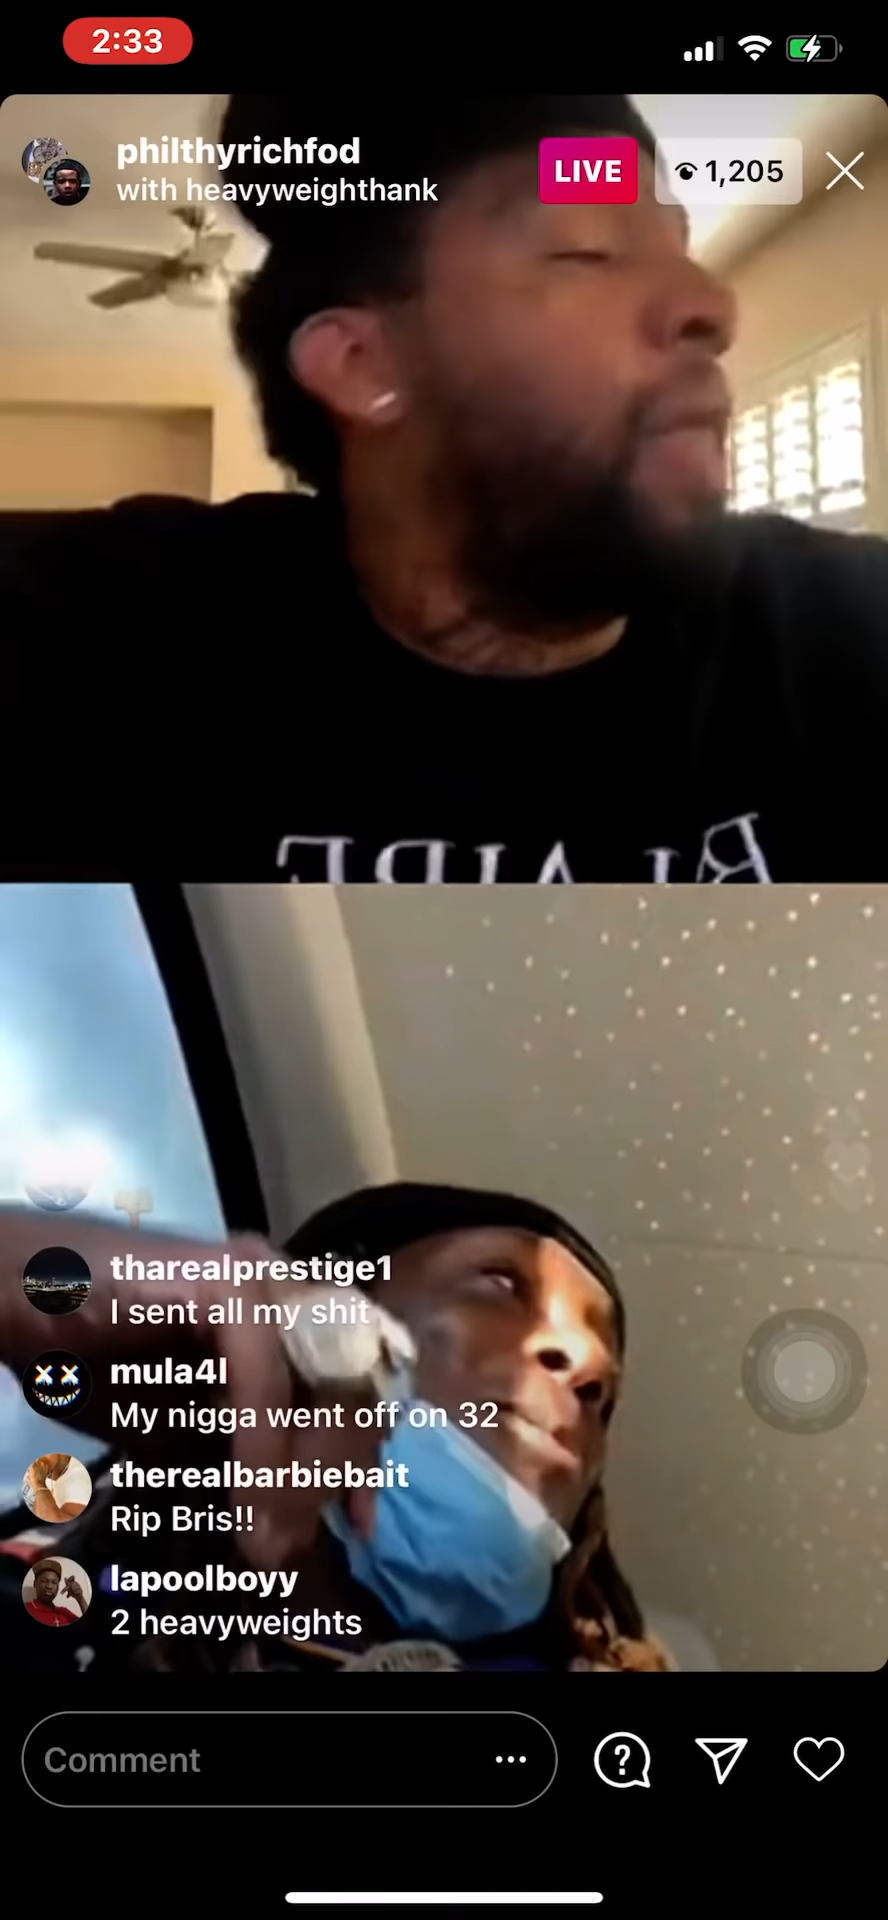 2:33
philthyrichfod
with heavyweighthank
LIVE
1,205
tharealprestige1
I sent all my shit
mula4l
My nigga went off on 32
therealbarbiebait
Rip Bris!!
lapoolboyy
2 heavyweights
Comment